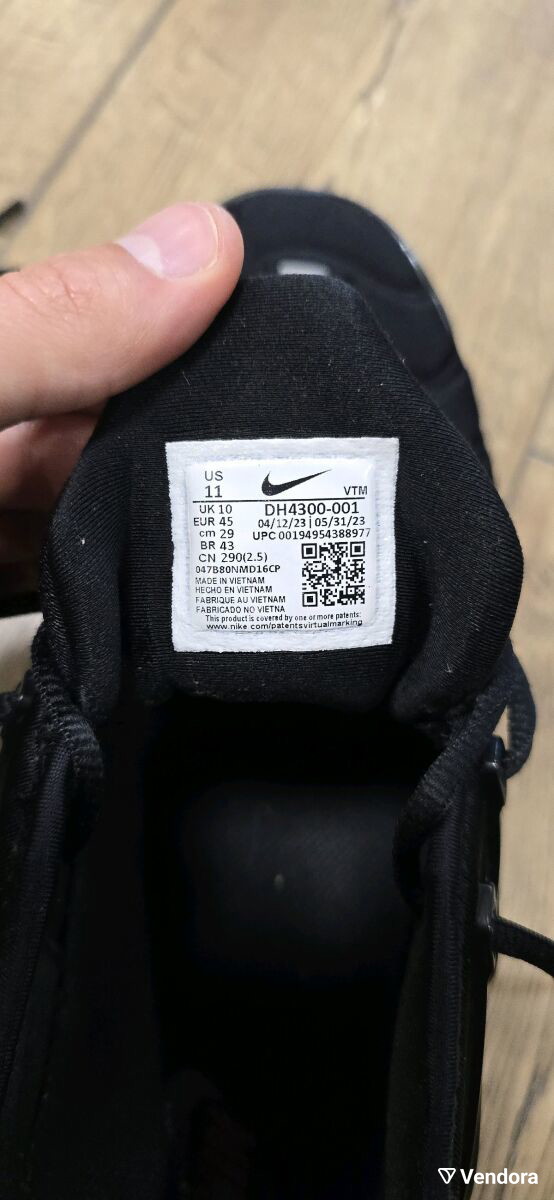 US
11
VTM
UK 10
DH4300-001
EUR 45
04/12/23 | 05/31/23
cm 29
UPC 00194954388977
BR 43
CN 290(2.5)
047B80NMD16CP
MADE IN VIETNAM
HECHO EN VIETNAM
FABRIQUE AU VIETNAM
FABRICADO NO VIETNA
This product is covered by one or more patents:
www.nike.com/patentsvirtualmarking
Vendora